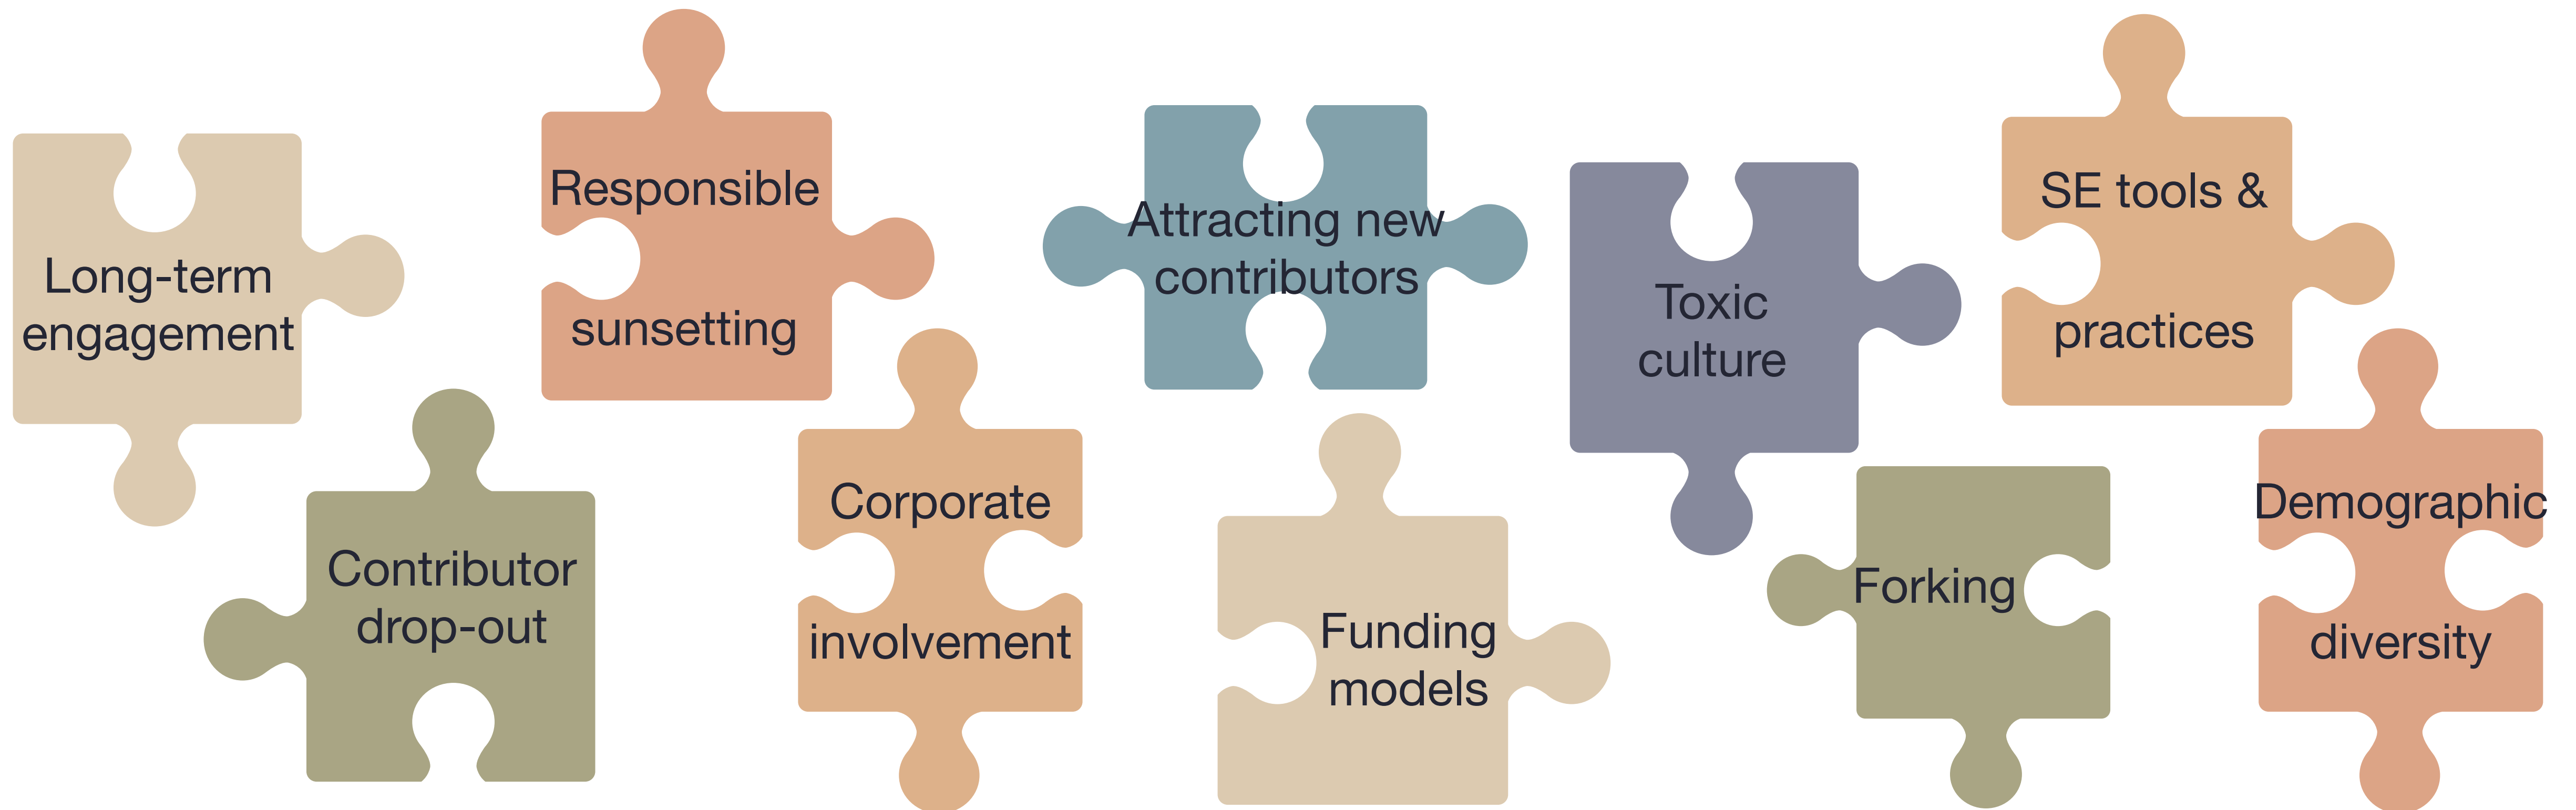 Long-term
engagement
Responsible
sunsetting
Attracting new
contributors
Toxic
culture
SE tools &
practices
Contributor
drop-out
Corporate
involvement
Funding
models
Forking
Demographic
diversity